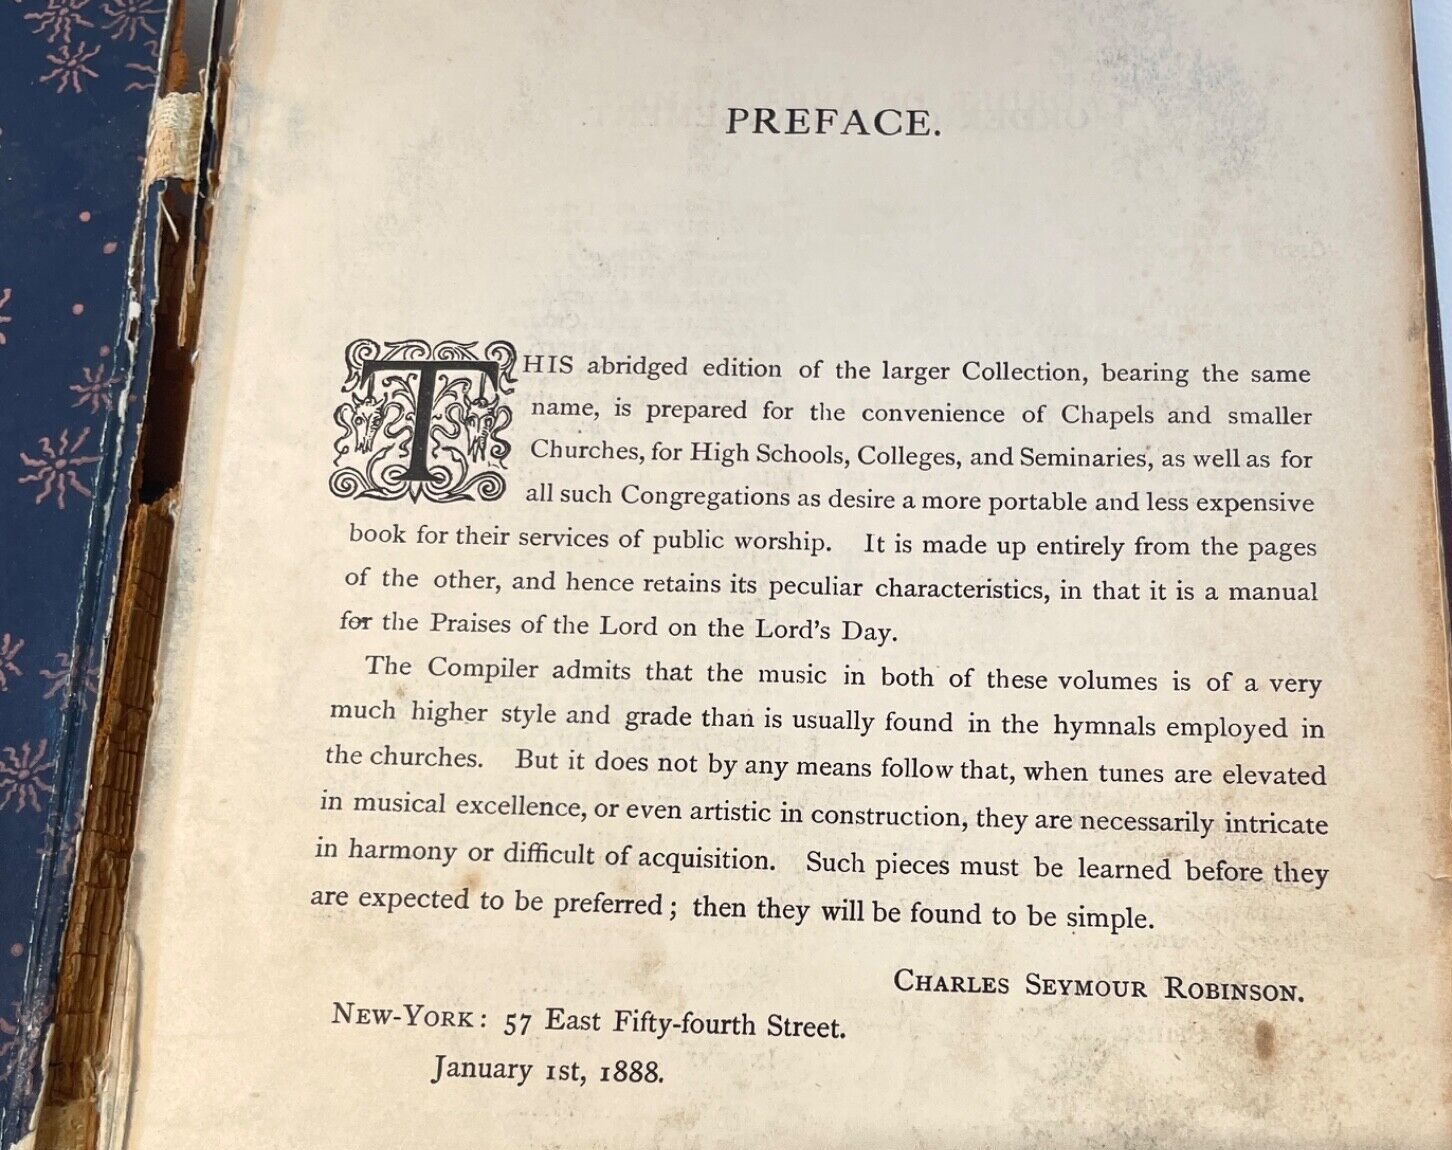 PREFACE.
THIS abridged edition of the larger Collection, bearing the same
name, is prepared for the convenience of Chapels and smaller
Churches, for High Schools, Colleges, and Seminaries, as well as for
all such Congregations as desire a more portable and less expensive
book for their services of public worship. It is made up entirely from the pages
of the other, and hence retains its peculiar characteristics, in that it is a manual
for the Praises of the Lord on the Lord's Day.
The Compiler admits that the music in both of these volumes is of a very
much higher style and grade than is usually found in the hymnals employed in
the churches. But it does not by any means follow that, when tunes are elevated
in musical excellence, or even artistic in construction, they are necessarily intricate
in harmony or difficult of acquisition. Such pieces must be learned before they
are expected to be preferred; then they will be found to be simple.
CHARLES SEYMOUR ROBINSON.
NEW-YORK: 57 East Fifty-fourth Street.
January 1st, 1888.